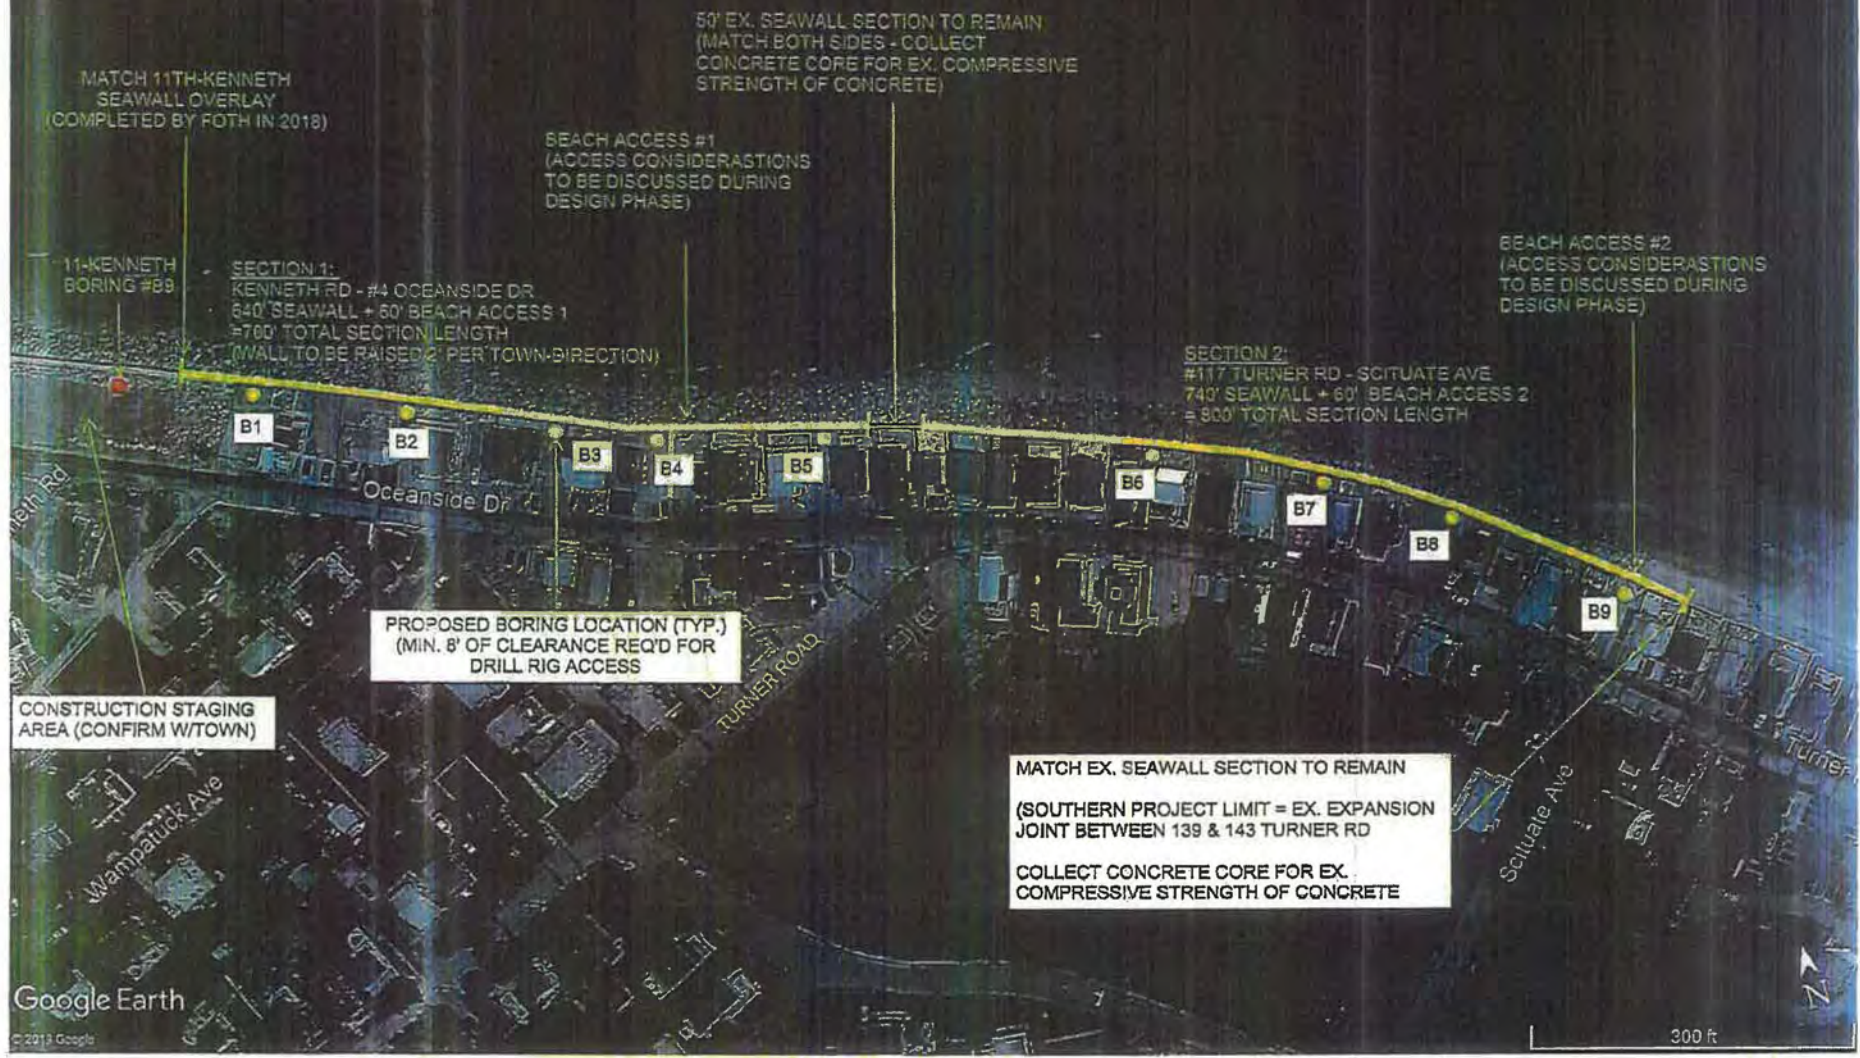 50' EX. SEAWALL SECTION TO REMAIN
(MATCH BOTH SIDES - COLLECT
CONCRETE CORE FOR EX. COMPRESSIVE
STRENGTH OF CONCRETE)
MATCH 11TH-KENNETH
SEAWALL OVERLAY
(COMPLETED BY FOTH IN 2018)
BEACH ACCESS #1
(ACCESS CONSIDERASTIONS
TO BE DISCUSSED DURING
DESIGN PHASE)
BEACH ACCESS #2
(ACCESS CONSIDERASTIONS
TO BE DISCUSSED DURING
DESIGN PHASE)
11-KENNETH
BORING #B9
SECTION 1:
KENNETH RD - #4 OCEANSIDE DR
640' SEAWALL + 60' BEACH ACCESS 1
=700' TOTAL SECTION LENGTH
(WALL TO BE RAISED 2' PER TOWN-DIRECTION)
SECTION 2:
#117 TURNER RD - SCITUATE AVE
740' SEAWALL + 60' BEACH ACCESS 2
= 800' TOTAL SECTION LENGTH
B1
B2
B3
B4
B5
B6
B7
B8
B9
neth Rd
Oceanside Dr
PROPOSED BORING LOCATION (TYP.)
(MIN. 8' OF CLEARANCE REQ'D FOR
DRILL RIG ACCESS
TURNER ROAD
CONSTRUCTION STAGING
AREA (CONFIRM W/TOWN)
Turner
MATCH EX. SEAWALL SECTION TO REMAIN
(SOUTHERN PROJECT LIMIT = EX. EXPANSION
JOINT BETWEEN 139 & 143 TURNER RD
COLLECT CONCRETE CORE FOR EX.
COMPRESSIVE STRENGTH OF CONCRETE
Scituate Ave
Wampatuck Ave
Google Earth
© 2019 Google
N
300 ft